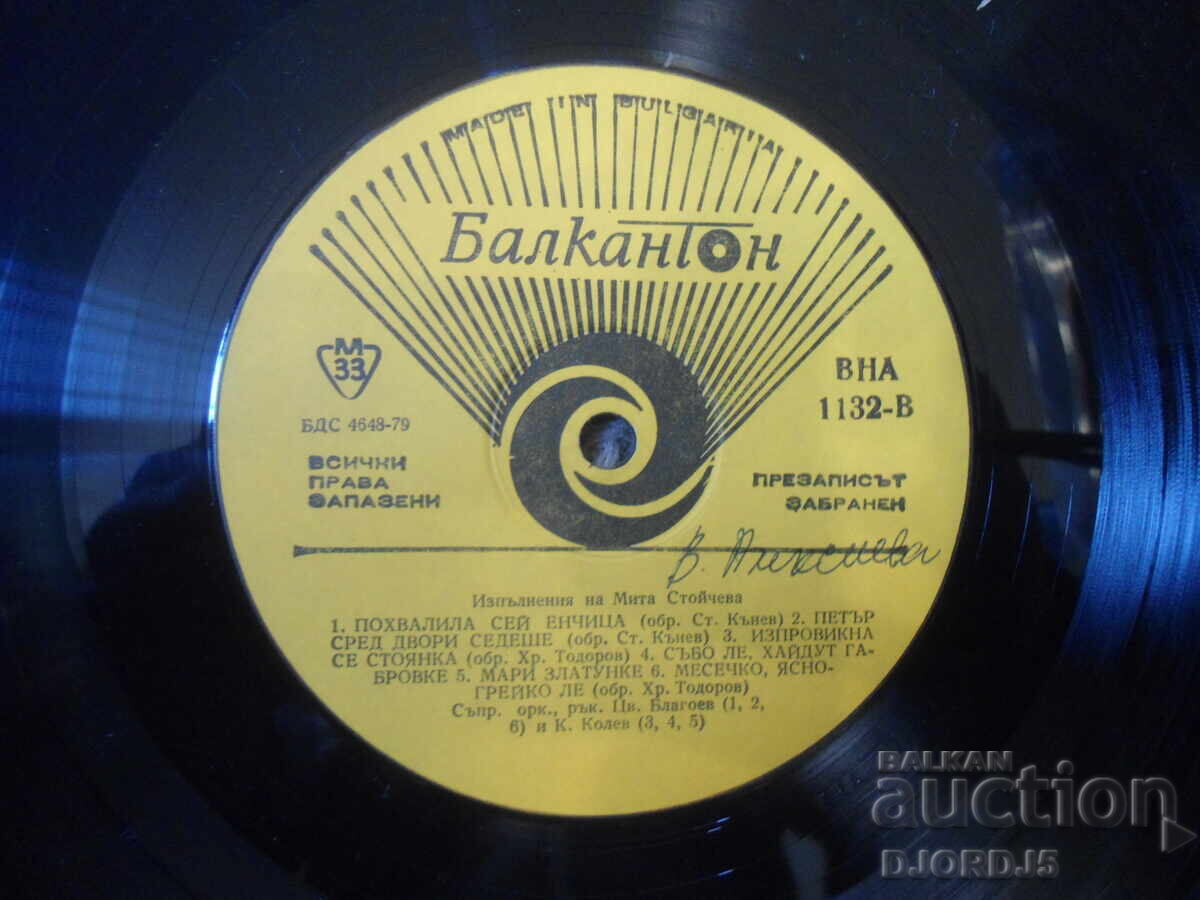 MADE IN BULGARIA
Балкантон
М
33
БДС 4648-79
ВНА
1132-В
ВСИЧКИ
ПРАВА
ЗАПАЗЕНИ
ПРЕЗАПИСЪТ
ЗАБРАНЕН
В.
Изпълнения на Мита Стойчева
1. ПОХВАЛИЛА СЕЙ ЕНЧИЦА (обр. Ст. Кънев) 2. ПЕТЪР
СРЕД ДВОРИ СЕДЕШЕ (обр. Ст. Кънев) 3. ИЗПРОВИКНА
СЕ СТОЯНКА (обр. Хр. Тодоров) 4. СЪБО ЛЕ, ХАЙДУТ ГА-
БРОВКЕ 5. МАРИ ЗЛАТУНКЕ 6. МЕСЕЧКО, ЯСНО-
ГРЕЙКО ЛЕ (обр. Хр. Тодоров)
Съпр. орк., рък. Цв. Благоев (1, 2,
6) и К. Колев (3, 4, 5)
BALKAN
auction
DJORDJ5